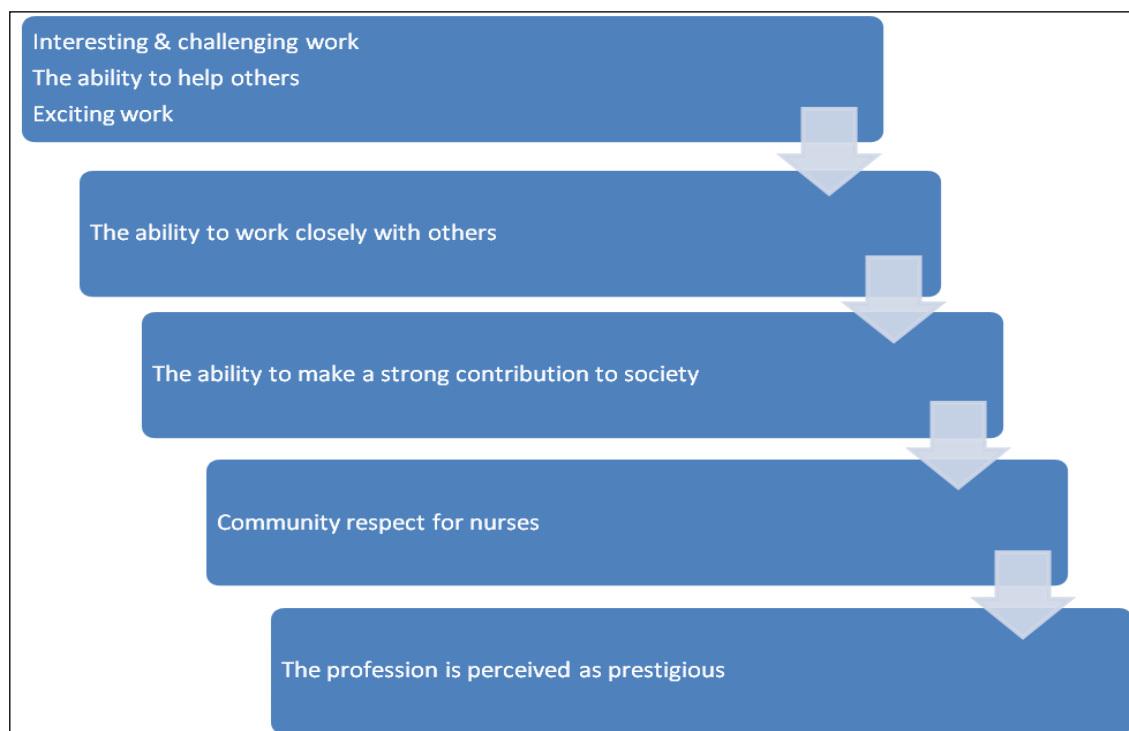 Interesting & challenging work
The ability to help others
Exciting work
The ability to work closely with others
The ability to make a strong contribution to society
Community respect for nurses
The profession is perceived as prestigious